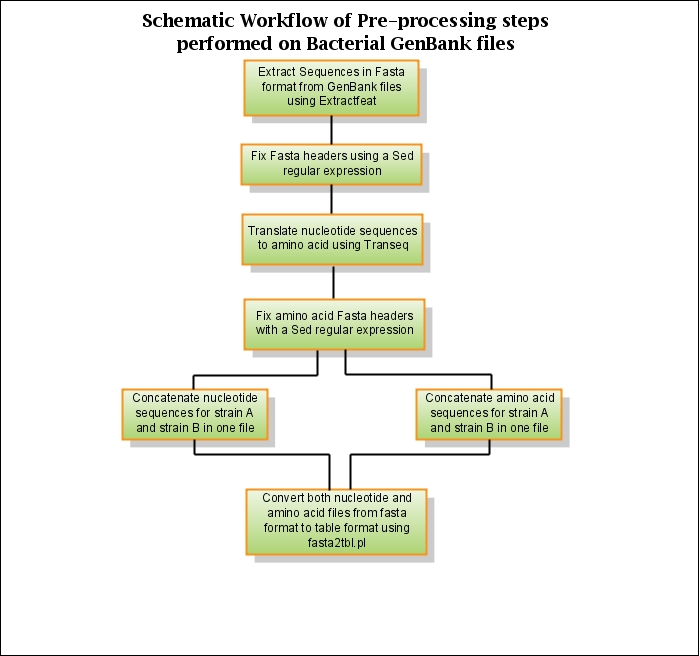 Schematic Workflow of Pre-processing steps
performed on Bacterial GenBank files
Extract Sequences in Fasta
format from GenBank files
using Extractfeat
Fix Fasta headers using a Sed
regular expression
Translate nucleotide sequences
to amino acid using Transeq
Fix amino acid Fasta headers
with a Sed regular expression
Concatenate nucleotide
sequences for strain A
and strain B in one file
Concatenate amino acid
sequences for strain A
and strain B in one file
Convert both nucleotide and
amino acid files from fasta
format to table format using
fasta2tbl.pl